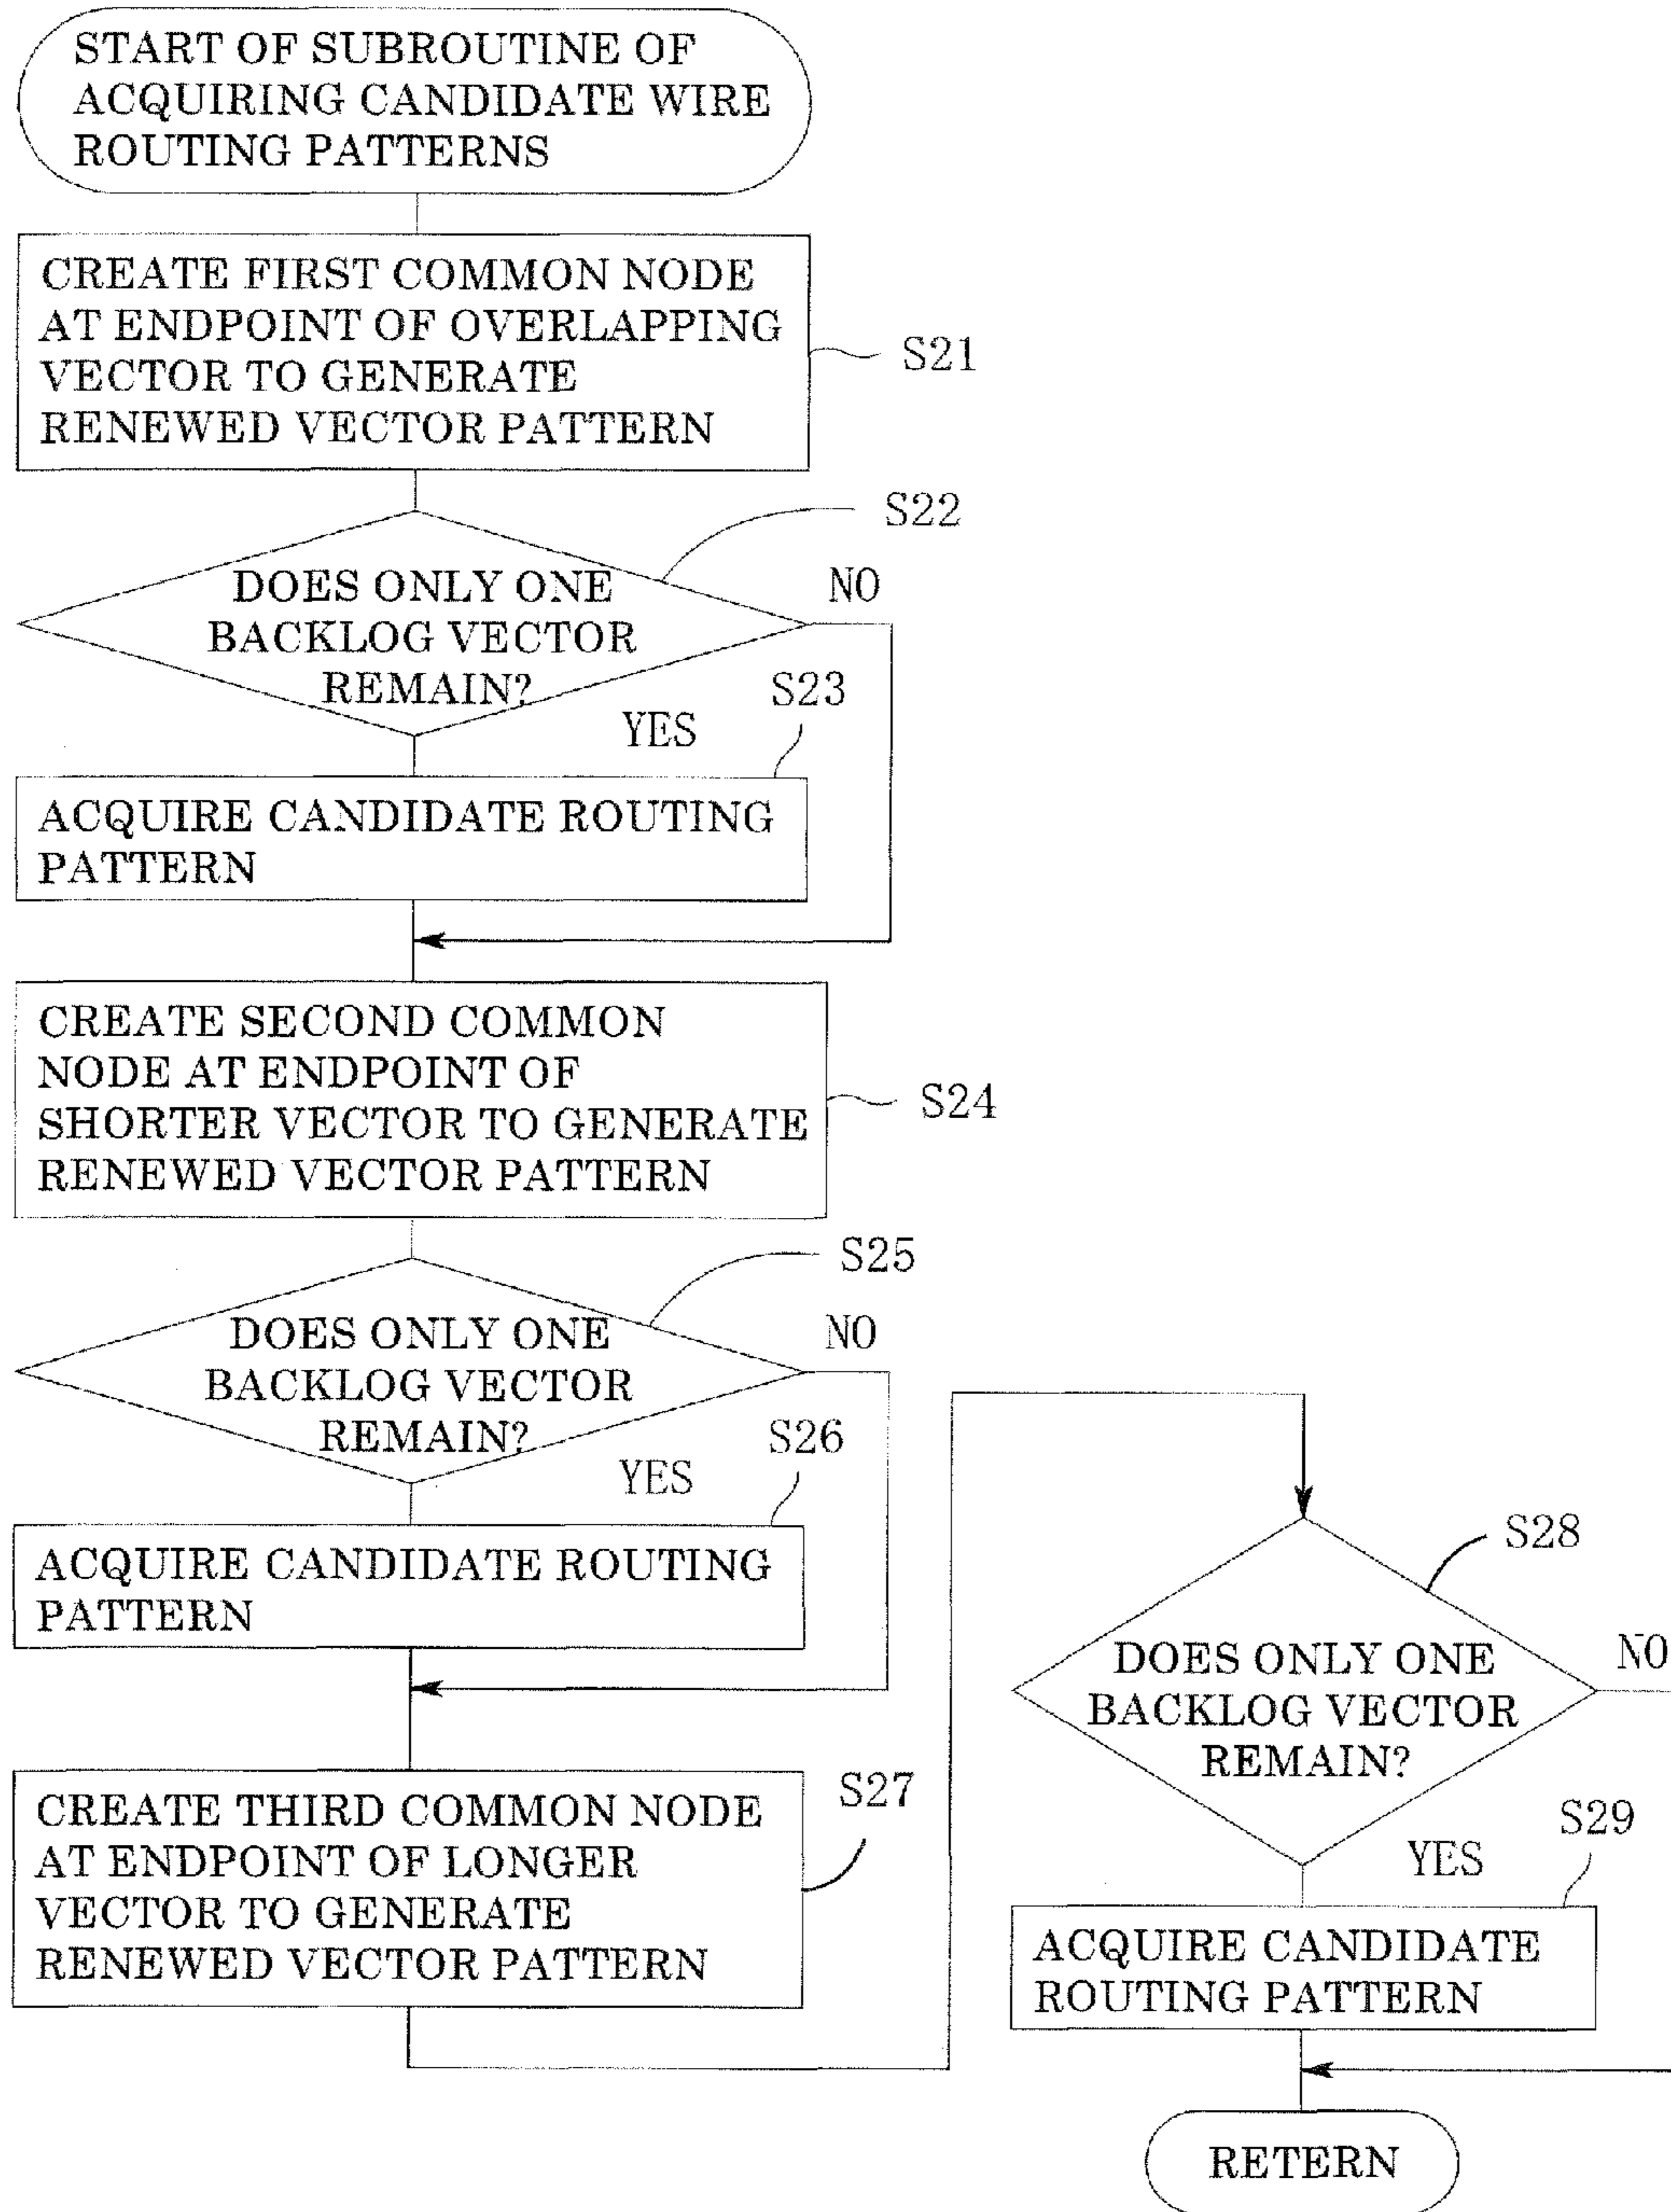 START OF SUBROUTINE OF
ACQUIRING CANDIDATE WIRE
ROUTING PATTERNS
CREATE FIRST COMMON NODE
AT ENDPOINT OF OVERLAPPING
VECTOR TO GENERATE
RENEWED VECTOR PATTERN
S21
S22
DOES ONLY ONE
BACKLOG VECTOR
REMAIN?
NO
YES
S23
ACQUIRE CANDIDATE ROUTING
PATTERN
CREATE SECOND COMMON
NODE AT ENDPOINT OF
SHORTER VECTOR TO GENERATE
RENEWED VECTOR PATTERN
S24
S25
DOES ONLY ONE
BACKLOG VECTOR
REMAIN?
NO
YES
S26
ACQUIRE CANDIDATE ROUTING
PATTERN
CREATE THIRD COMMON NODE
AT ENDPOINT OF LONGER
VECTOR TO GENERATE
RENEWED VECTOR PATTERN
S27
S28
DOES ONLY ONE
BACKLOG VECTOR
REMAIN?
NO
YES
S29
ACQUIRE CANDIDATE
ROUTING PATTERN
RETERN